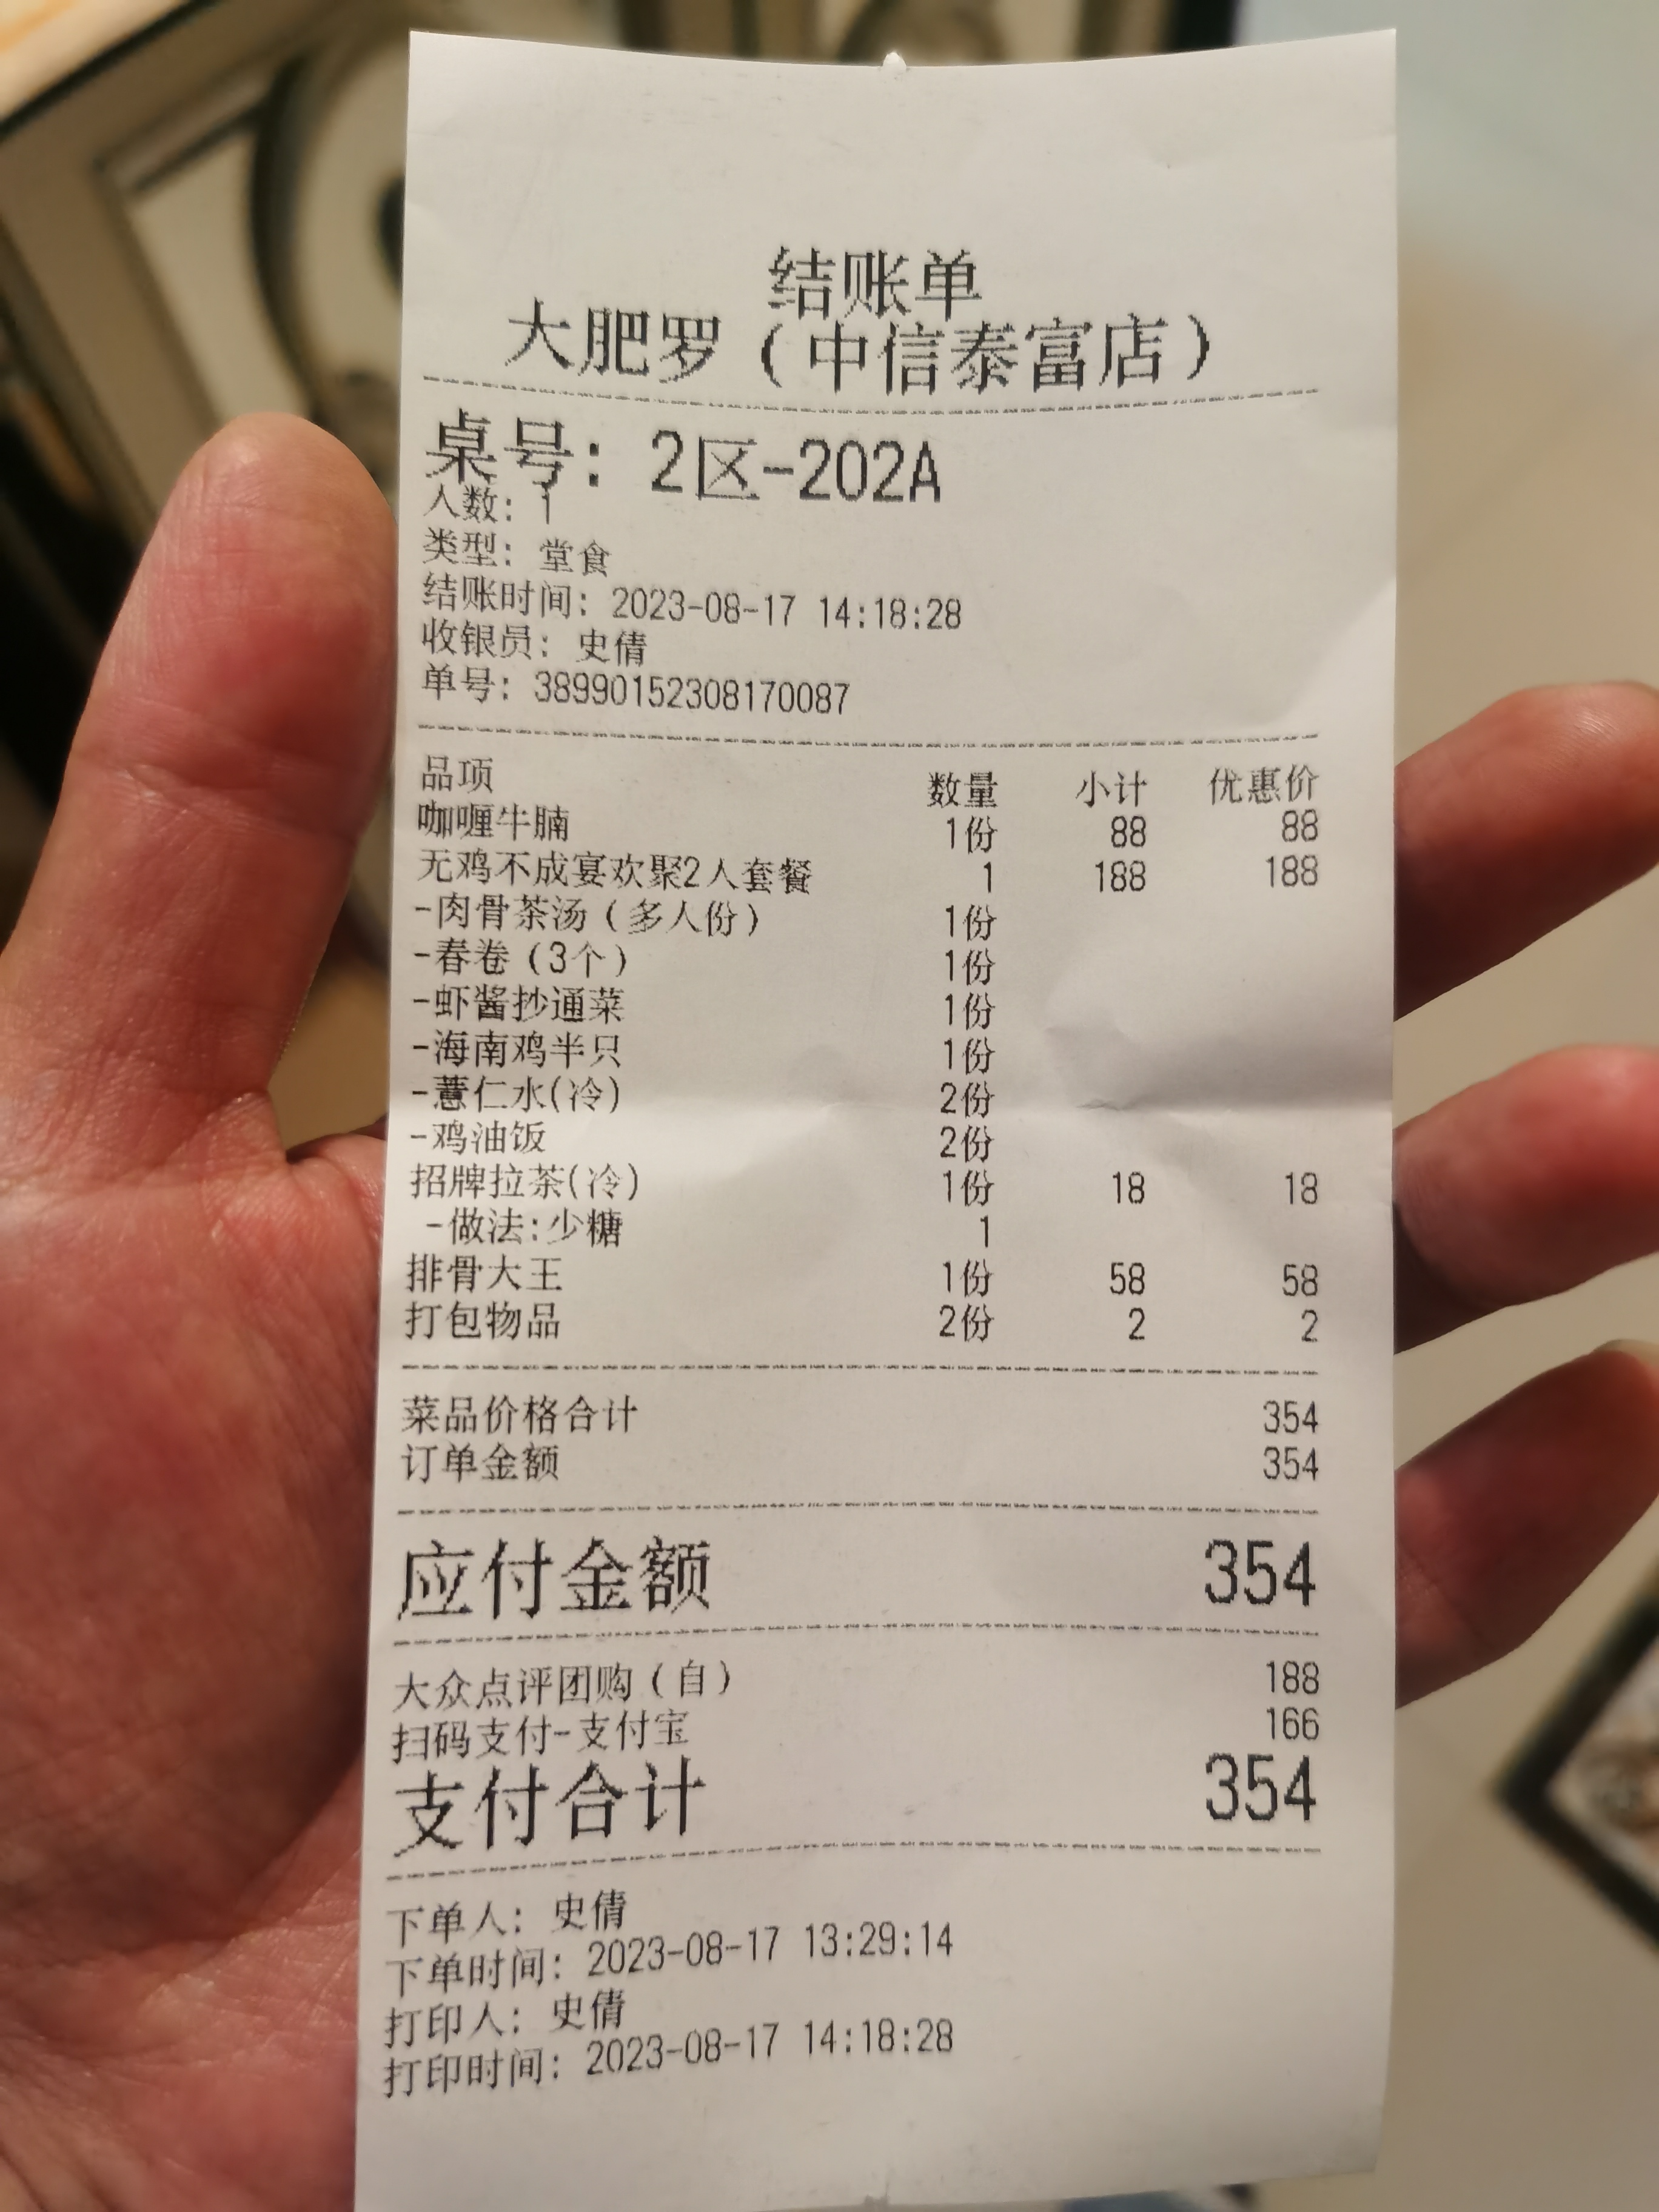 结账单
大肥罗（中信泰富店）
桌号：2区-202A
人数：1
类型：堂食
结账时间：2023-08-17 14:18:28
收银员：史倩
单号：38990152308170087
品项 数量 小计 优惠价
咖喱牛腩 1份 88 88
无鸡不成宴欢聚2人套餐 1 188 188
-肉骨茶汤（多人份） 1份
-春卷（3个） 1份
-虾酱抄通菜 1份
-海南鸡半只 1份
-薏仁水(冷) 2份
-鸡油饭 2份
招牌拉茶(冷) 1份 18 18
-做法:少糖 1
排骨大王 1份 58 58
打包物品 2份 2 2
菜品价格合计 354
订单金额 354
应付金额 354
大众点评团购（自） 188
扫码支付-支付宝 166
支付合计 354
下单人：史倩
下单时间：2023-08-17 13:29:14
打印人：史倩
打印时间：2023-08-17 14:18:28